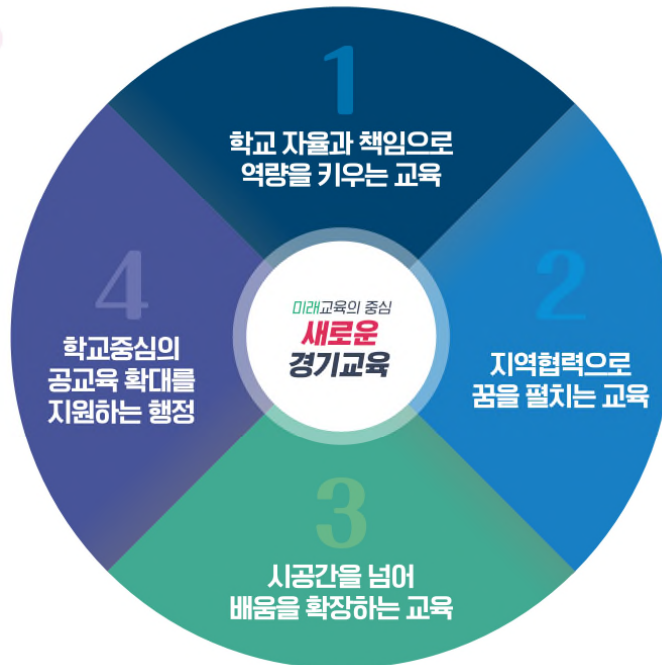 1
학교 자율과 책임으로
역량을 키우는 교육
2
지역협력으로
꿈을 펼치는 교육
3
시공간을 넘어
배움을 확장하는 교육
4
학교중심의
공교육 확대를
지원하는 행정
미래교육의 중심
새로운
경기교육